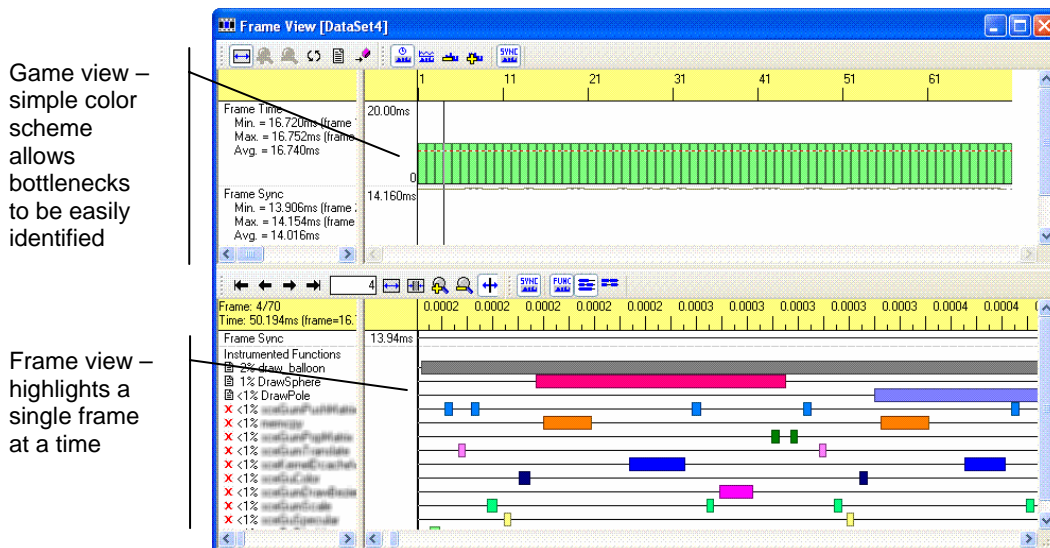 Frame View [DataSet4]
Game view –
simple color
scheme
allows
bottlenecks
to be easily
identified
1 11 21 31 41 51 61
Frame Time
Min. = 16.720ms (frame
Max. = 16.752ms (frame
Avg. = 16.740ms
20.00ms
0
Frame Sync
Min. = 13.906ms (frame
Max. = 14.154ms (frame
Avg. = 14.016ms
14.160ms
4
SYNC
FUNC
Frame view –
highlights a
single frame
at a time
Frame: 4/70
Time: 50.194ms (frame=16.
0.0002 0.0002 0.0002 0.0002 0.0002 0.0003 0.0003 0.0003 0.0003 0.0003 0.0004 0.0004
Frame Sync
13.94ms
Instrumented Functions
2% draw_balloon
1% DrawSphere
<1% DrawPole
x <1%
x <1%
x <1%
x <1%
x <1%
x <1%
x <1%
x <1%
x <1%